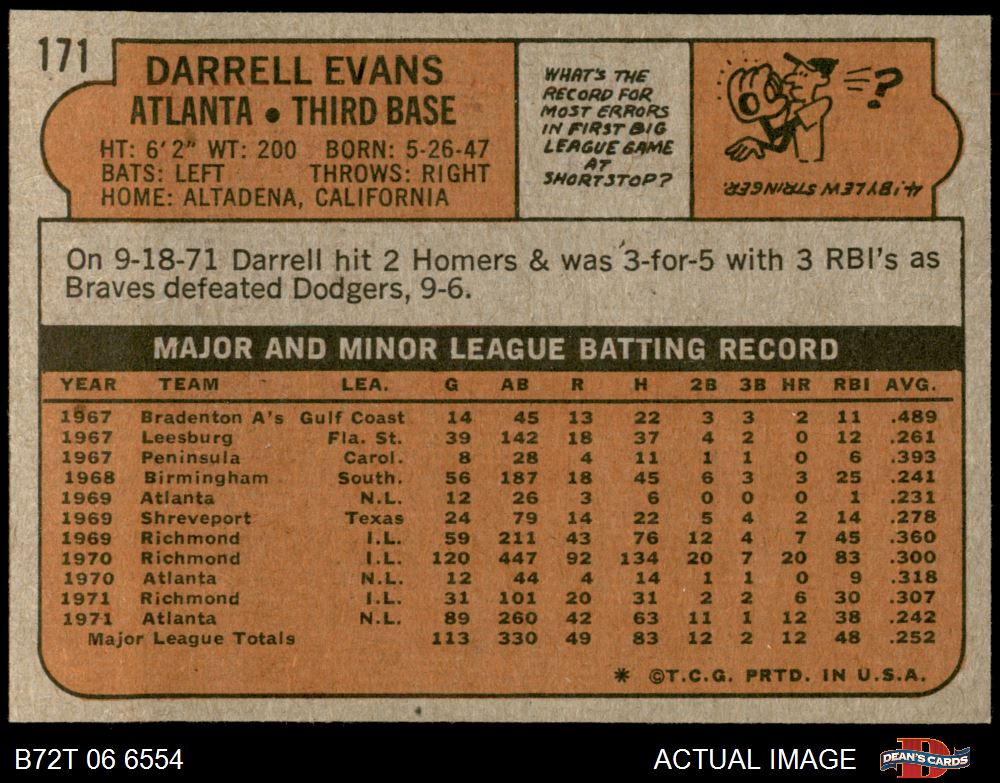 171
DARRELL EVANS
ATLANTA • THIRD BASE
HT: 6'2" WT: 200 BORN: 5-26-47
BATS: LEFT THROWS: RIGHT
HOME: ALTADENA, CALIFORNIA
WHAT'S THE
RECORD FOR
MOST ERRORS
IN FIRST BIG
LEAGUE GAME
AT
SHORTSTOP?
?
4. BY LEW STRINGER.
On 9-18-71 Darrell hit 2 Homers & was 3-for-5 with 3 RBI's as
Braves defeated Dodgers, 9-6.
MAJOR AND MINOR LEAGUE BATTING RECORD
YEAR TEAM LEA. G AB R H 2B 3B HR RBI AVG.
1967 Bradenton A's Gulf Coast 14 45 13 22 3 3 2 11 .489
1967 Leesburg Fla. St. 39 142 18 37 4 2 0 12 .261
1967 Peninsula Carol. 8 28 4 11 1 1 0 6 .393
1968 Birmingham South. 56 187 18 45 6 3 3 25 .241
1969 Atlanta N.L. 12 26 3 6 0 0 0 1 .231
1969 Shreveport Texas 24 79 14 22 5 4 2 14 .278
1969 Richmond I.L. 59 211 43 76 12 4 7 45 .360
1970 Richmond I.L. 120 447 92 134 20 7 20 83 .300
1970 Atlanta N.L. 12 44 4 14 1 1 0 9 .318
1971 Richmond I.L. 31 101 20 31 2 2 6 30 .307
1971 Atlanta N.L. 89 260 42 63 11 1 12 38 .242
Major League Totals 113 330 49 83 12 2 12 48 .252
* ©T.C.G. PRTD. IN U.S.A.
B72T 06 6554
ACTUAL IMAGE
DEAN'S CARDS